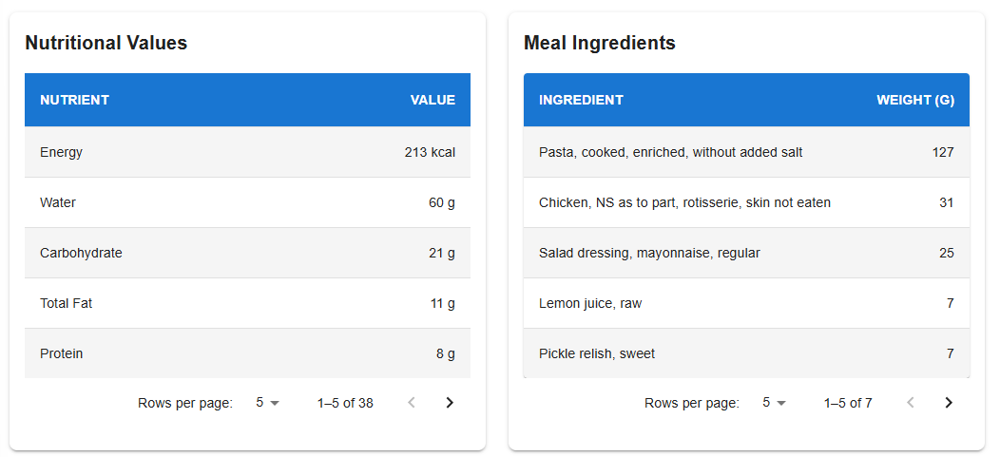 Nutritional Values
NUTRIENT VALUE
Energy 213 kcal
Water 60 g
Carbohydrate 21 g
Total Fat 11 g
Protein 8 g
Rows per page: 5 1–5 of 38
Meal Ingredients
INGREDIENT WEIGHT (G)
Pasta, cooked, enriched, without added salt 127
Chicken, NS as to part, rotisserie, skin not eaten 31
Salad dressing, mayonnaise, regular 25
Lemon juice, raw 7
Pickle relish, sweet 7
Rows per page: 5 1–5 of 7